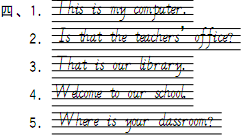 四、1. This is my computer.
2. Is that the teachers' office?
3. That is our library.
4. Welcome to our school.
5. Where is your classroom?